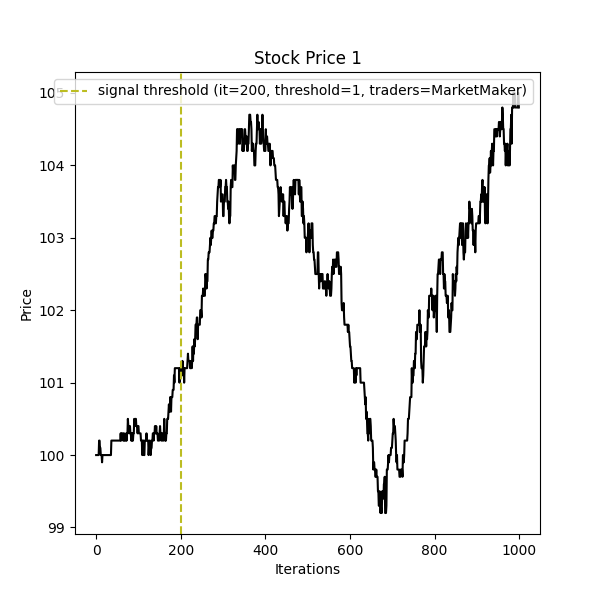 Stock Price 1
signal threshold (it=200, threshold=1, traders=MarketMaker)
105
104
103
102
101
100
99
Price
0 200 400 600 800 1000
Iterations